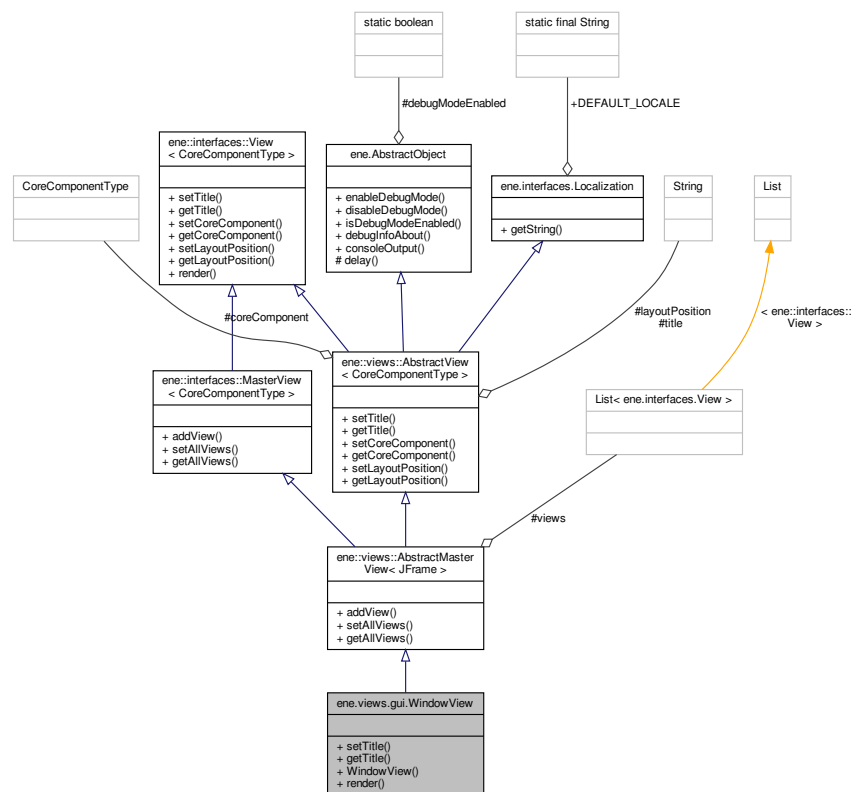 static boolean
static final String
#debugModeEnabled
+DEFAULT_LOCALE
ene::interfaces::View
< CoreComponentType >
+ setTitle()
+ getTitle()
+ setCoreComponent()
+ getCoreComponent()
+ setLayoutPosition()
+ getLayoutPosition()
+ render()
ene.AbstractObject
+ enableDebugMode()
+ disableDebugMode()
+ isDebugModeEnabled()
+ debugInfoAbout()
+ consoleOutput()
# delay()
CoreComponentType
ene.interfaces.Localization
+ getString()
String
List
#coreComponent
#layoutPosition
#title
< ene::interfaces::
View >
ene::interfaces::MasterView
< CoreComponentType >
+ addView()
+ setAllViews()
+ getAllViews()
ene::views::AbstractView
< CoreComponentType >
+ setTitle()
+ getTitle()
+ setCoreComponent()
+ getCoreComponent()
+ setLayoutPosition()
+ getLayoutPosition()
List< ene.interfaces.View >
#views
ene::views::AbstractMaster
View< JFrame >
+ addView()
+ setAllViews()
+ getAllViews()
ene.views.gui.WindowView
+ setTitle()
+ getTitle()
+ WindowView()
+ render()